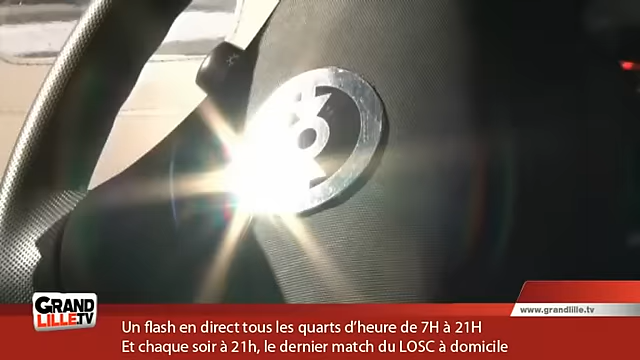 GRAND
LILLE TV
www.grandlille.tv
Un flash en direct tous les quarts d'heure de 7H à 21H
Et chaque soir à 21h, le dernier match du LOSC à domicile